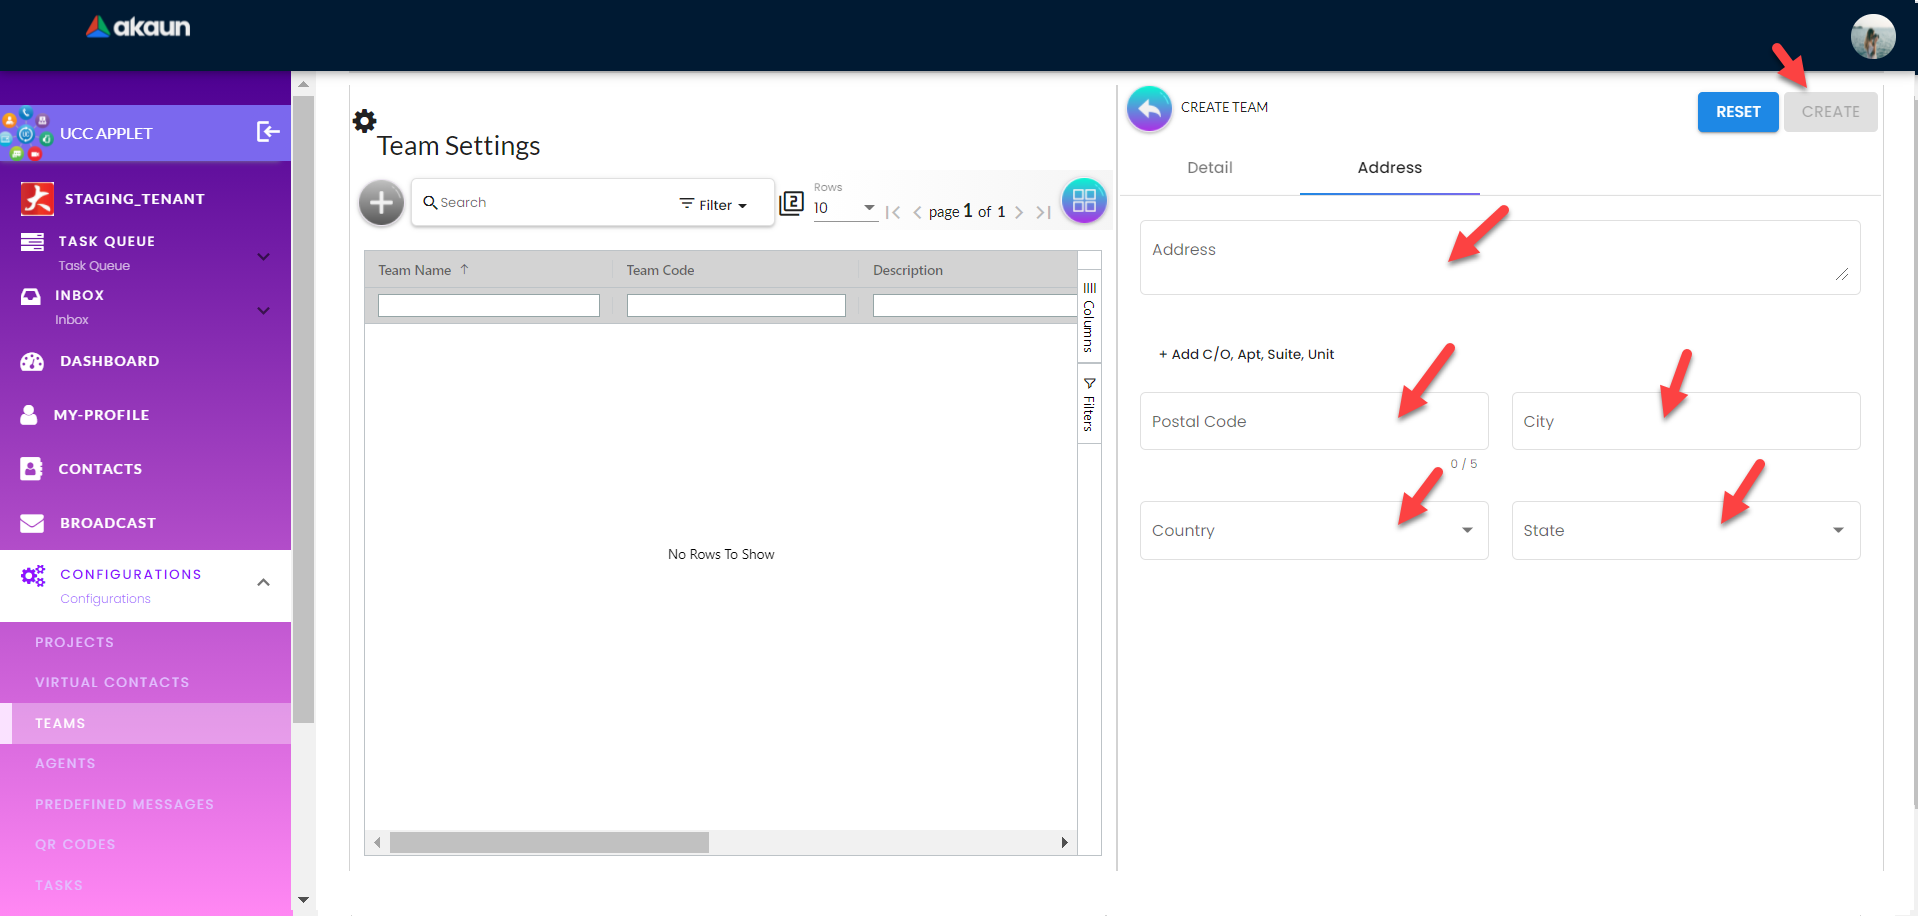 akaun
UCC APPLET
STAGING_TENANT
TASK QUEUE
Task Queue
INBOX
Inbox
DASHBOARD
MY-PROFILE
CONTACTS
BROADCAST
CONFIGURATIONS
Configurations
PROJECTS
VIRTUAL CONTACTS
TEAMS
AGENTS
PREDEFINED MESSAGES
QR CODES
TASKS
Team Settings
Search
Filter
2
Rows
10
page 1 of 1
Team Name ↑ Team Code Description
Columns
Filters
No Rows To Show
CREATE TEAM
RESET
CREATE
Detail
Address
Address
+ Add C/O, Apt, Suite, Unit
Postal Code
City
0 / 5
Country
State